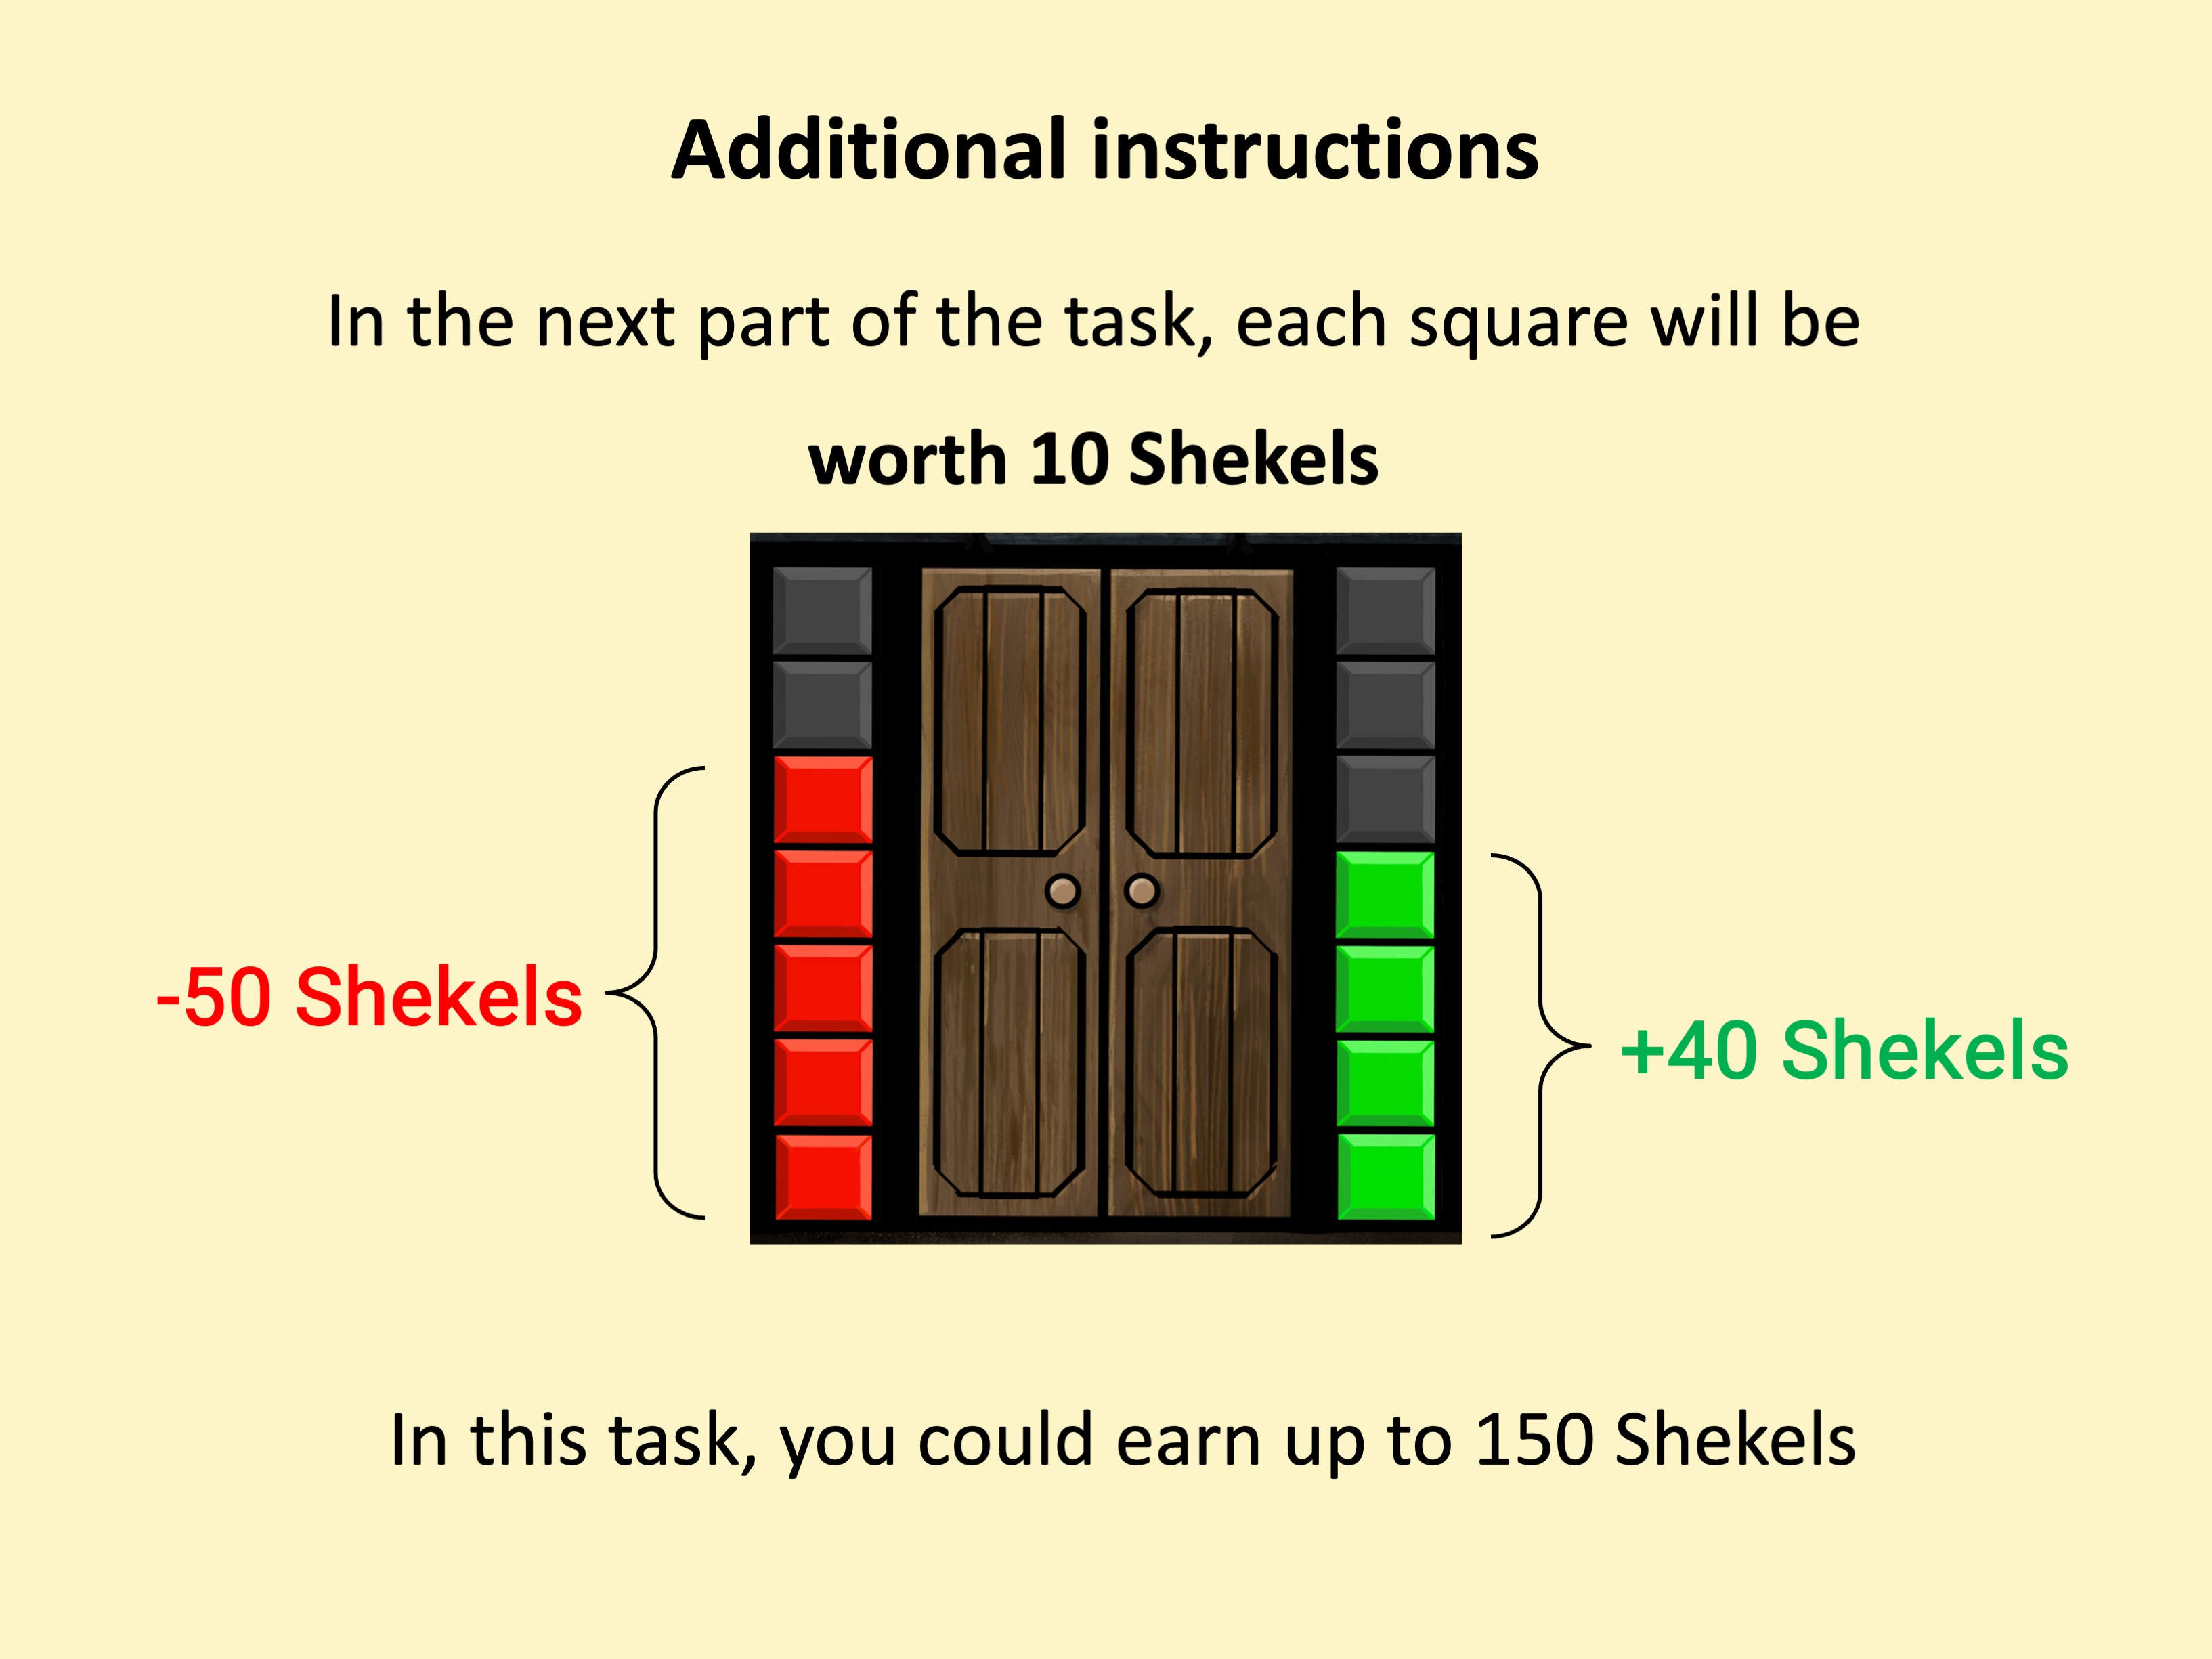 Additional instructions
In the next part of the task, each square will be
worth 10 Shekels
-50 Shekels
+40 Shekels
In this task, you could earn up to 150 Shekels